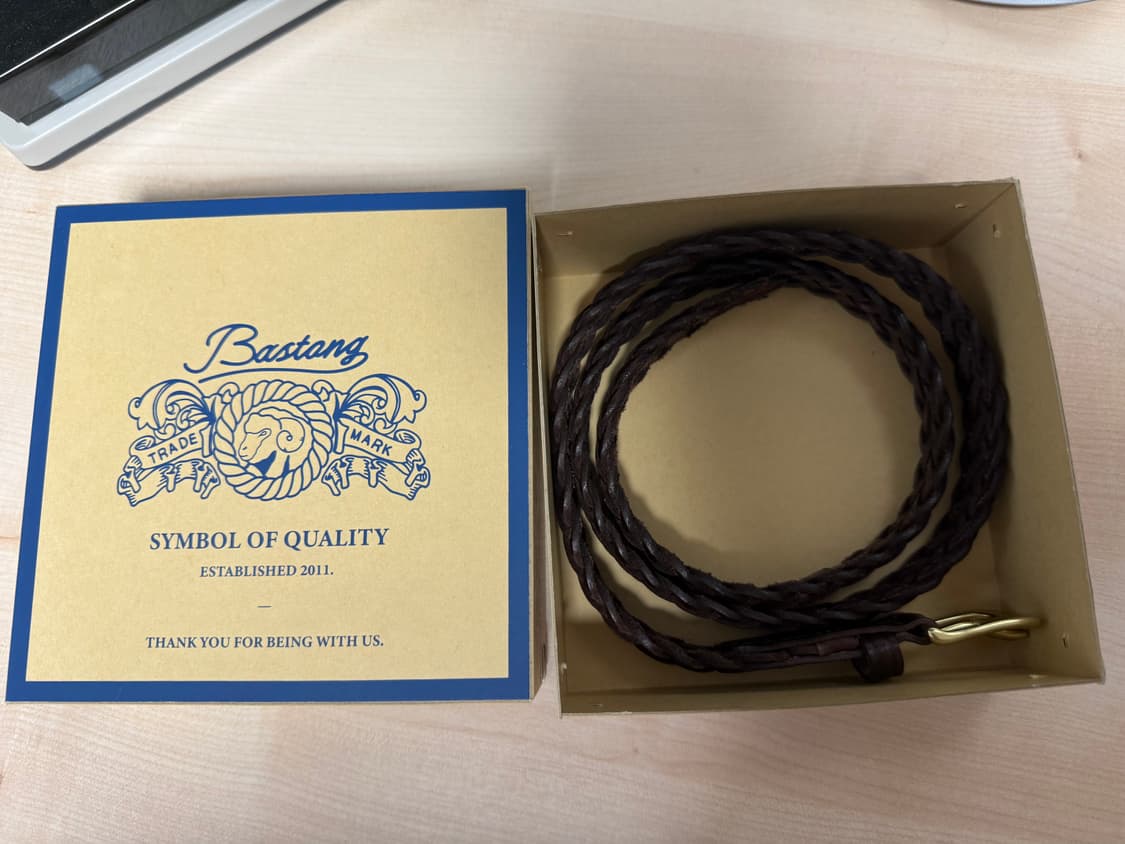 Bastong
TRADE MARK
SYMBOL OF QUALITY
ESTABLISHED 2011.
—
THANK YOU FOR BEING WITH US.